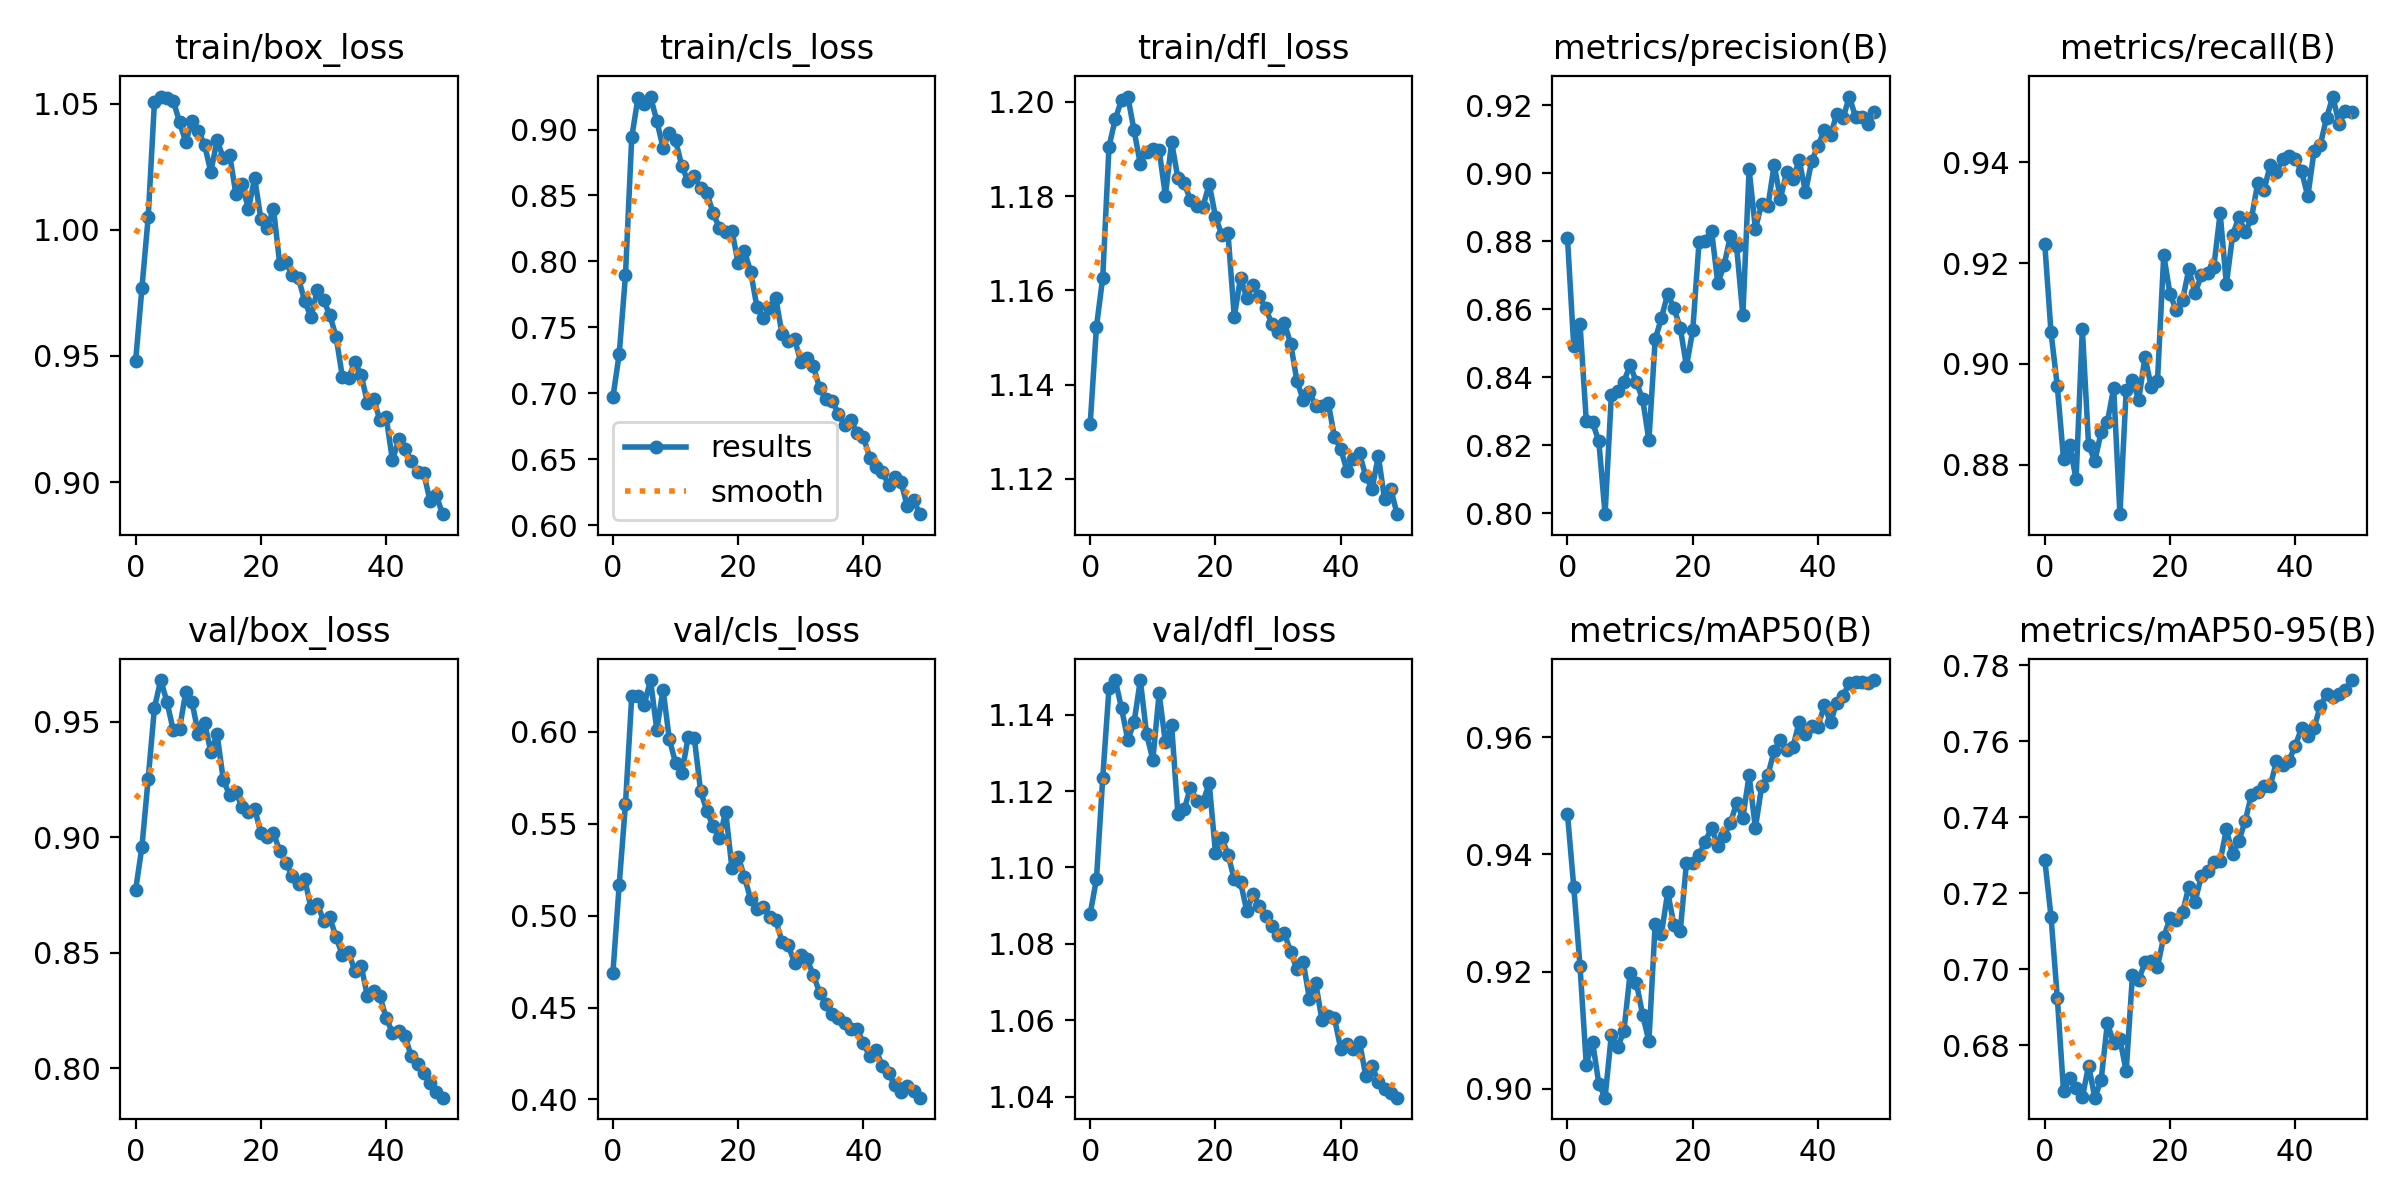 train/box_loss
1.05
1.00
0.95
0.90
0 20 40
train/cls_loss
0.90
0.85
0.80
0.75
0.70
0.65
0.60
results
smooth
0 20 40
train/dfl_loss
1.20
1.18
1.16
1.14
1.12
0 20 40
metrics/precision(B)
0.92
0.90
0.88
0.86
0.84
0.82
0.80
0 20 40
metrics/recall(B)
0.94
0.92
0.90
0.88
0 20 40
val/box_loss
0.95
0.90
0.85
0.80
0 20 40
val/cls_loss
0.60
0.55
0.50
0.45
0.40
0 20 40
val/dfl_loss
1.14
1.12
1.10
1.08
1.06
1.04
0 20 40
metrics/mAP50(B)
0.96
0.94
0.92
0.90
0 20 40
metrics/mAP50-95(B)
0.78
0.76
0.74
0.72
0.70
0.68
0 20 40